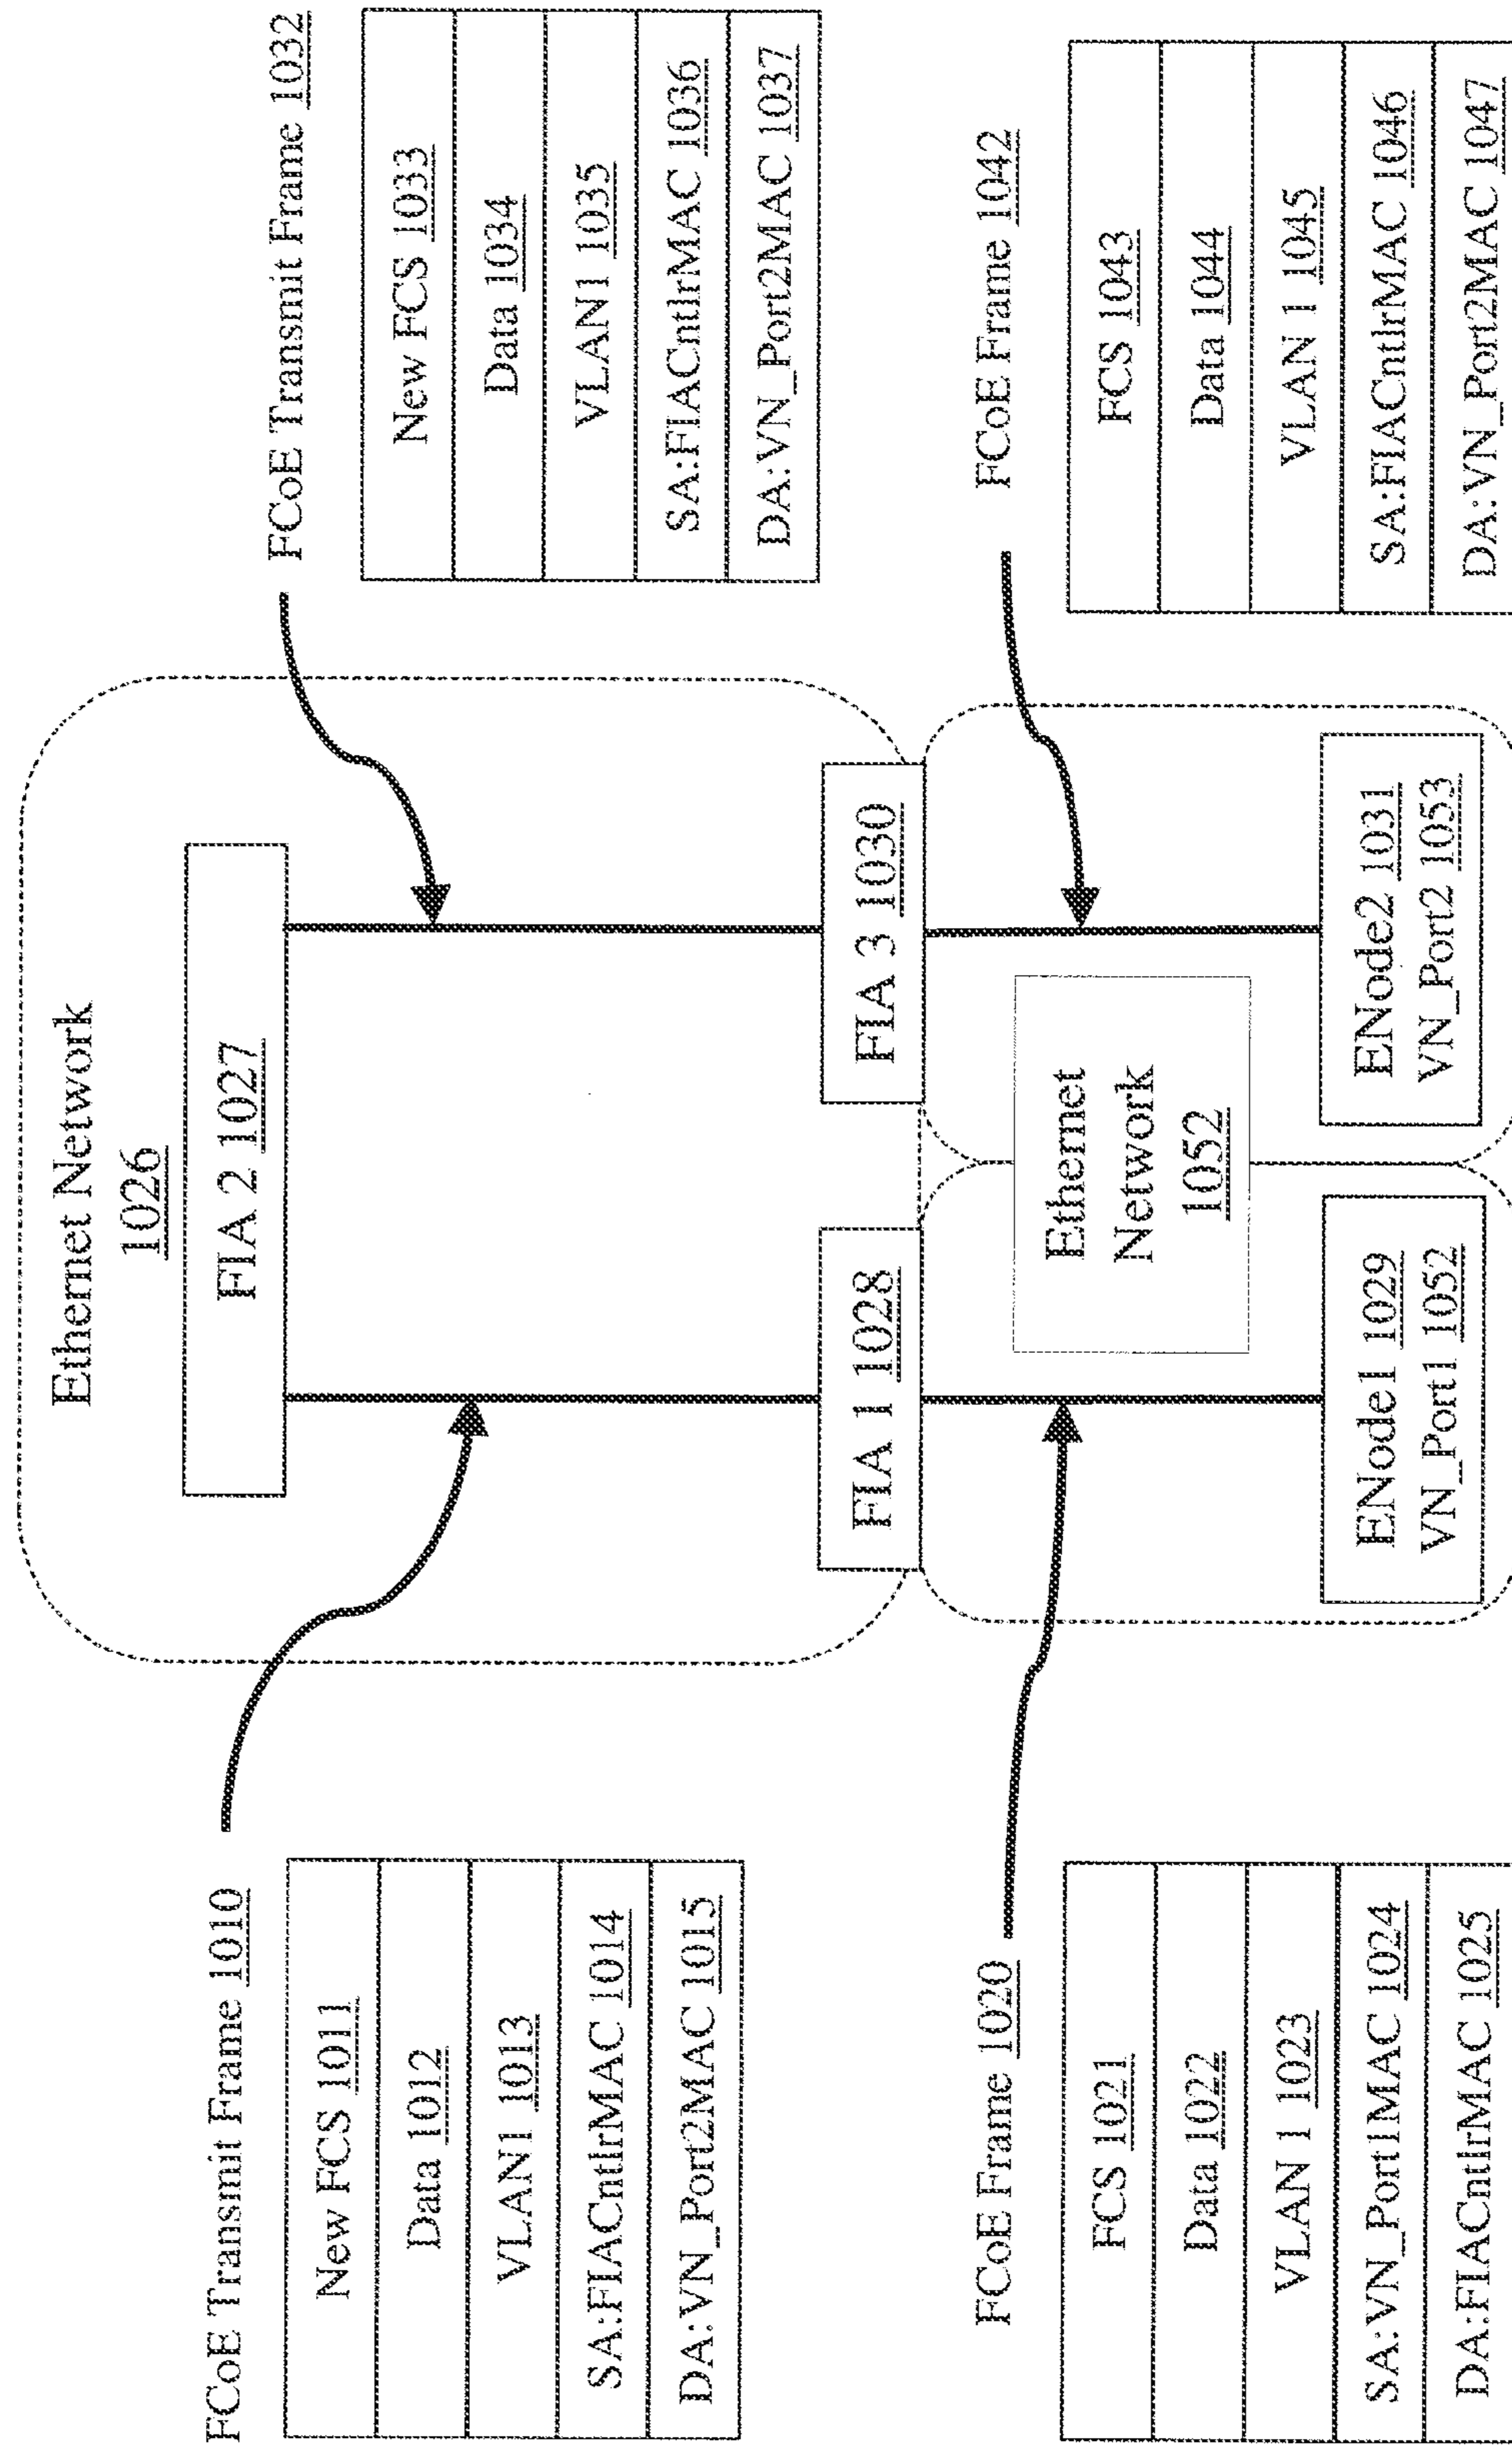 FCoE Transmit Frame 1010
New FCS 1011
Data 1012
VLAN1 1013
SA:FIACntlrMAC 1014
DA:VN_Port2MAC 1015
FCoE Frame 1020
FCS 1021
Data 1022
VLAN 1 1023
SA:VN_Port1MAC 1024
DA:FIACntlrMAC 1025
Ethernet Network
1026
FIA 2 1027
FIA 1 1028
FIA 3 1030
Ethernet
Network
1052
ENode1 1029
VN_Port1 1052
ENode2 1031
VN_Port2 1053
FCoE Transmit Frame 1032
New FCS 1033
Data 1034
VLAN1 1035
SA:FIACntlrMAC 1036
DA:VN_Port2MAC 1037
FCoE Frame 1042
FCS 1043
Data 1044
VLAN 1 1045
SA:FIACntlrMAC 1046
DA:VN_Port2MAC 1047